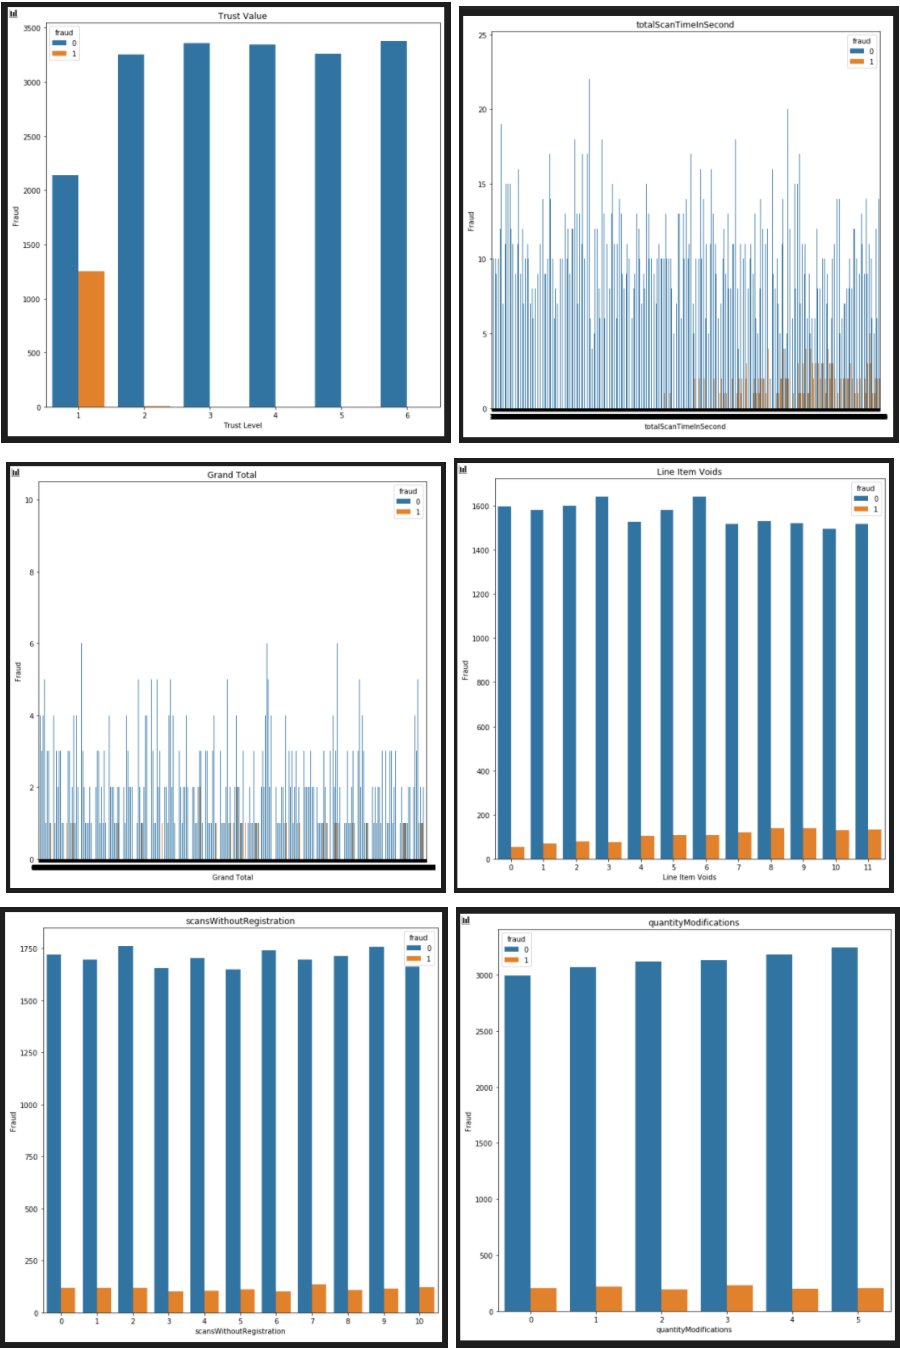 Trust Value
fraud
0
1
3500
3000
2500
2000
1500
1000
500
0
Fraud
1 2 3 4 5 6
Trust Level
totalScanTimeInSecond
fraud
0
1
25
20
15
10
5
0
Fraud
totalScanTimeInSecond
Grand Total
fraud
0
1
10
8
6
4
2
0
Fraud
Grand Total
Line Item Voids
fraud
0
1
1600
1400
1200
1000
800
600
400
200
0
Fraud
0 1 2 3 4 5 6 7 8 9 10 11
Line Item Voids
scansWithoutRegistration
fraud
0
1
1750
1500
1250
1000
750
500
250
0
Fraud
0 1 2 3 4 5 6 7 8 9 10
scansWithoutRegistration
quantityModifications
fraud
0
1
3000
2500
2000
1500
1000
500
0
Fraud
0 1 2 3 4 5
quantityModifications